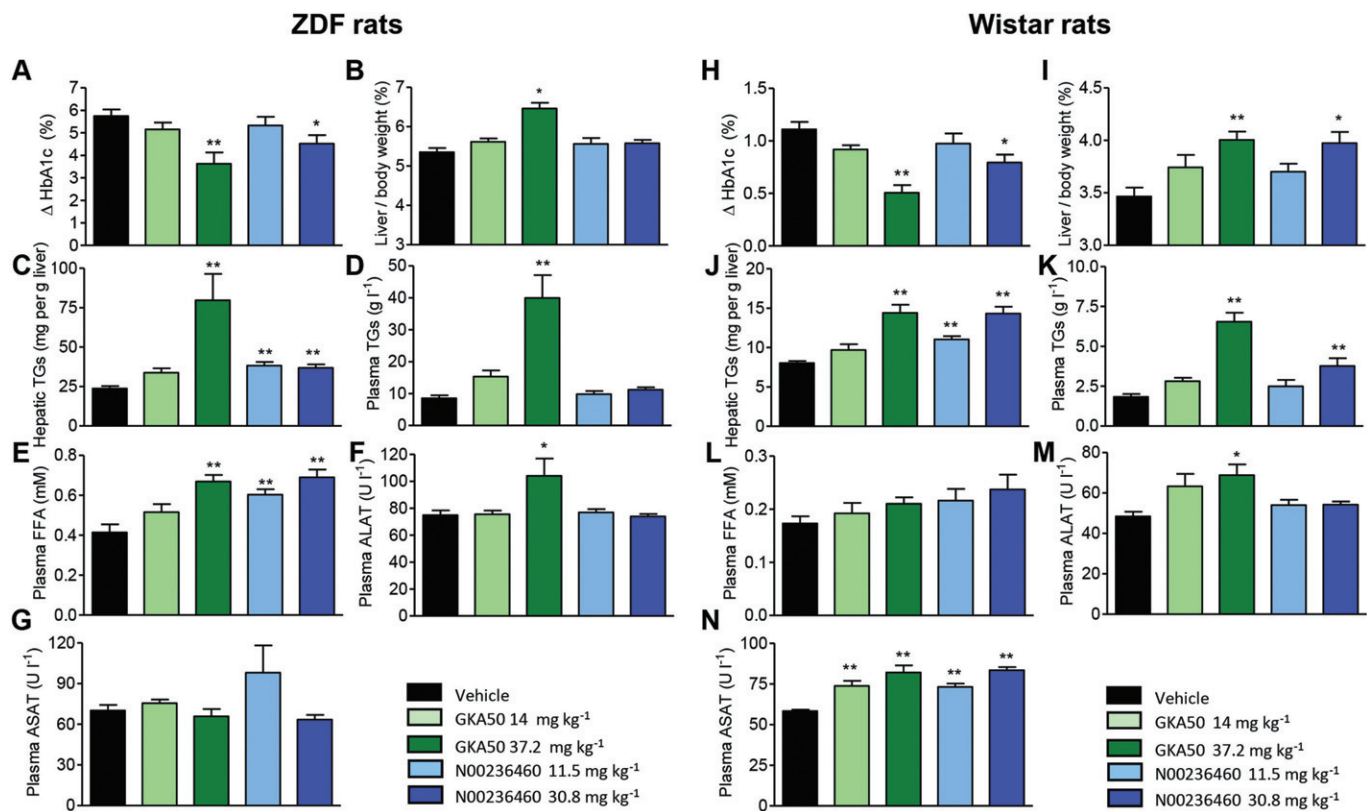 ZDF rats
Wistar rats
A
Δ HbA1c (%)
7
6
5
4
3
2
1
0
**
*
B
Liver / body weight (%)
7
6
5
4
3
*
H
Δ HbA1c (%)
1.5
1.0
0.5
0.0
**
*
I
Liver / body weight (%)
4.5
4.0
3.5
3.0
**
*
C
Hepatic TGs (mg per g liver)
100
75
50
25
0
**
**
**
D
Plasma TGs (g l⁻¹)
50
40
30
20
10
0
**
J
Hepatic TGs (mg per g liver)
20
15
10
5
0
**
**
**
K
Plasma TGs (g l⁻¹)
10.0
7.5
5.0
2.5
0.0
**
**
E
Plasma FFA (mM)
0.8
0.6
0.4
0.2
0.0
**
**
**
F
Plasma ALAT (U l⁻¹)
120
100
80
60
40
20
0
*
L
Plasma FFA (mM)
0.3
0.2
0.1
0.0
M
Plasma ALAT (U l⁻¹)
80
60
40
20
0
*
G
Plasma ASAT (U l⁻¹)
120
90
60
30
0
Vehicle
GKA50 14 mg kg⁻¹
GKA50 37.2 mg kg⁻¹
N00236460 11.5 mg kg⁻¹
N00236460 30.8 mg kg⁻¹
N
Plasma ASAT (U l⁻¹)
100
75
50
25
0
**
**
**
**
Vehicle
GKA50 14 mg kg⁻¹
GKA50 37.2 mg kg⁻¹
N00236460 11.5 mg kg⁻¹
N00236460 30.8 mg kg⁻¹